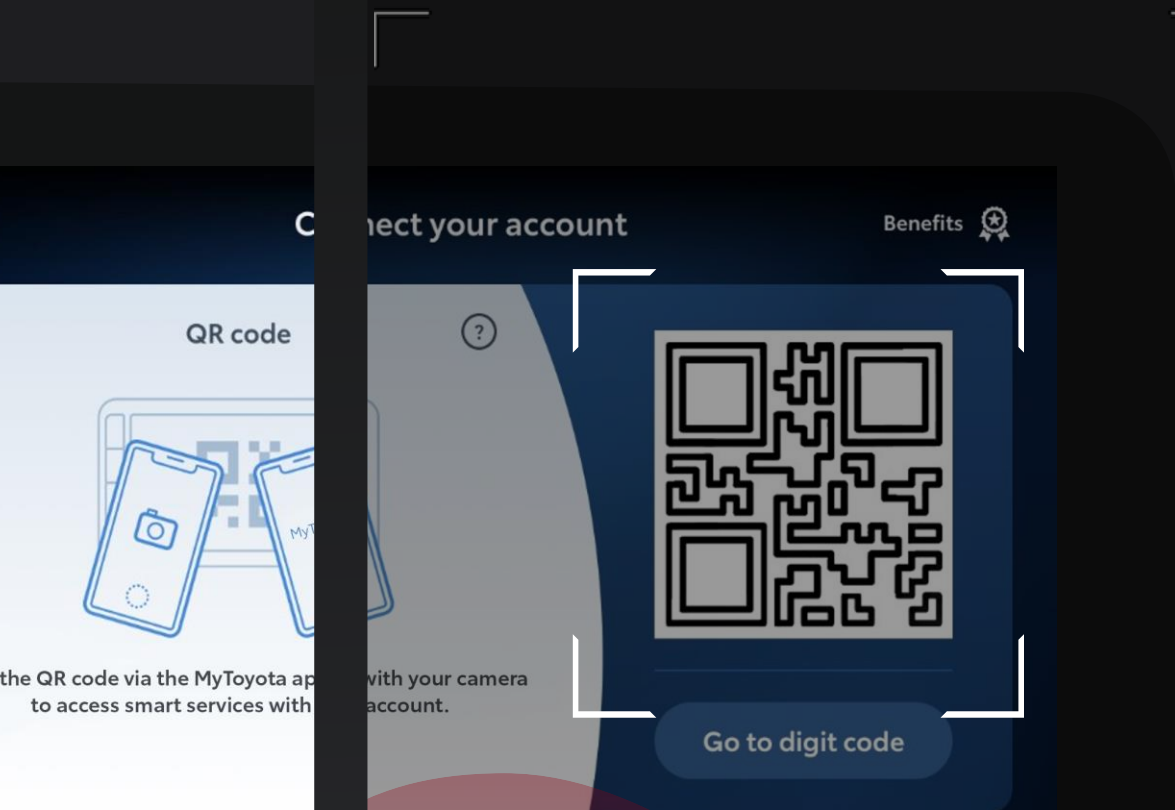 C nect your account
Benefits
QR code
?
MyT
the QR code via the MyToyota ap with your camera
to access smart services with account.
Go to digit code